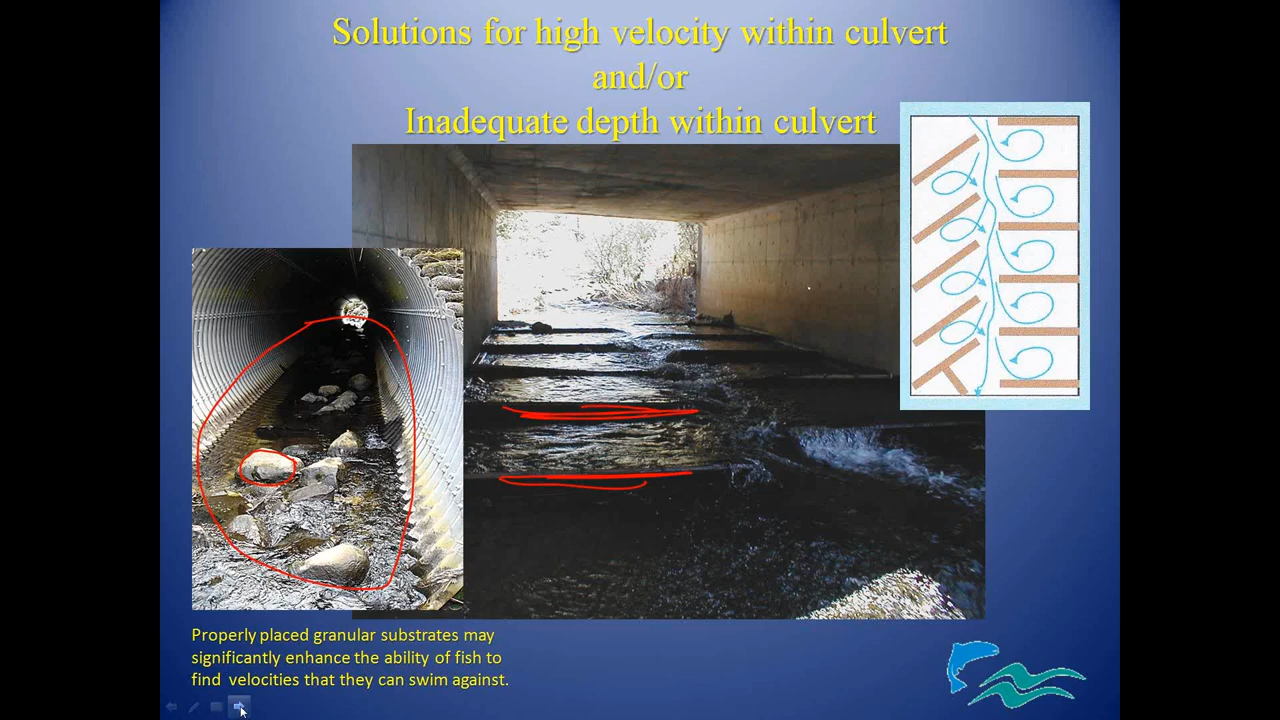 Solutions for high velocity within culvert
and/or
Inadequate depth within culvert
Properly placed granular substrates may
significantly enhance the ability of fish to
find velocities that they can swim against.